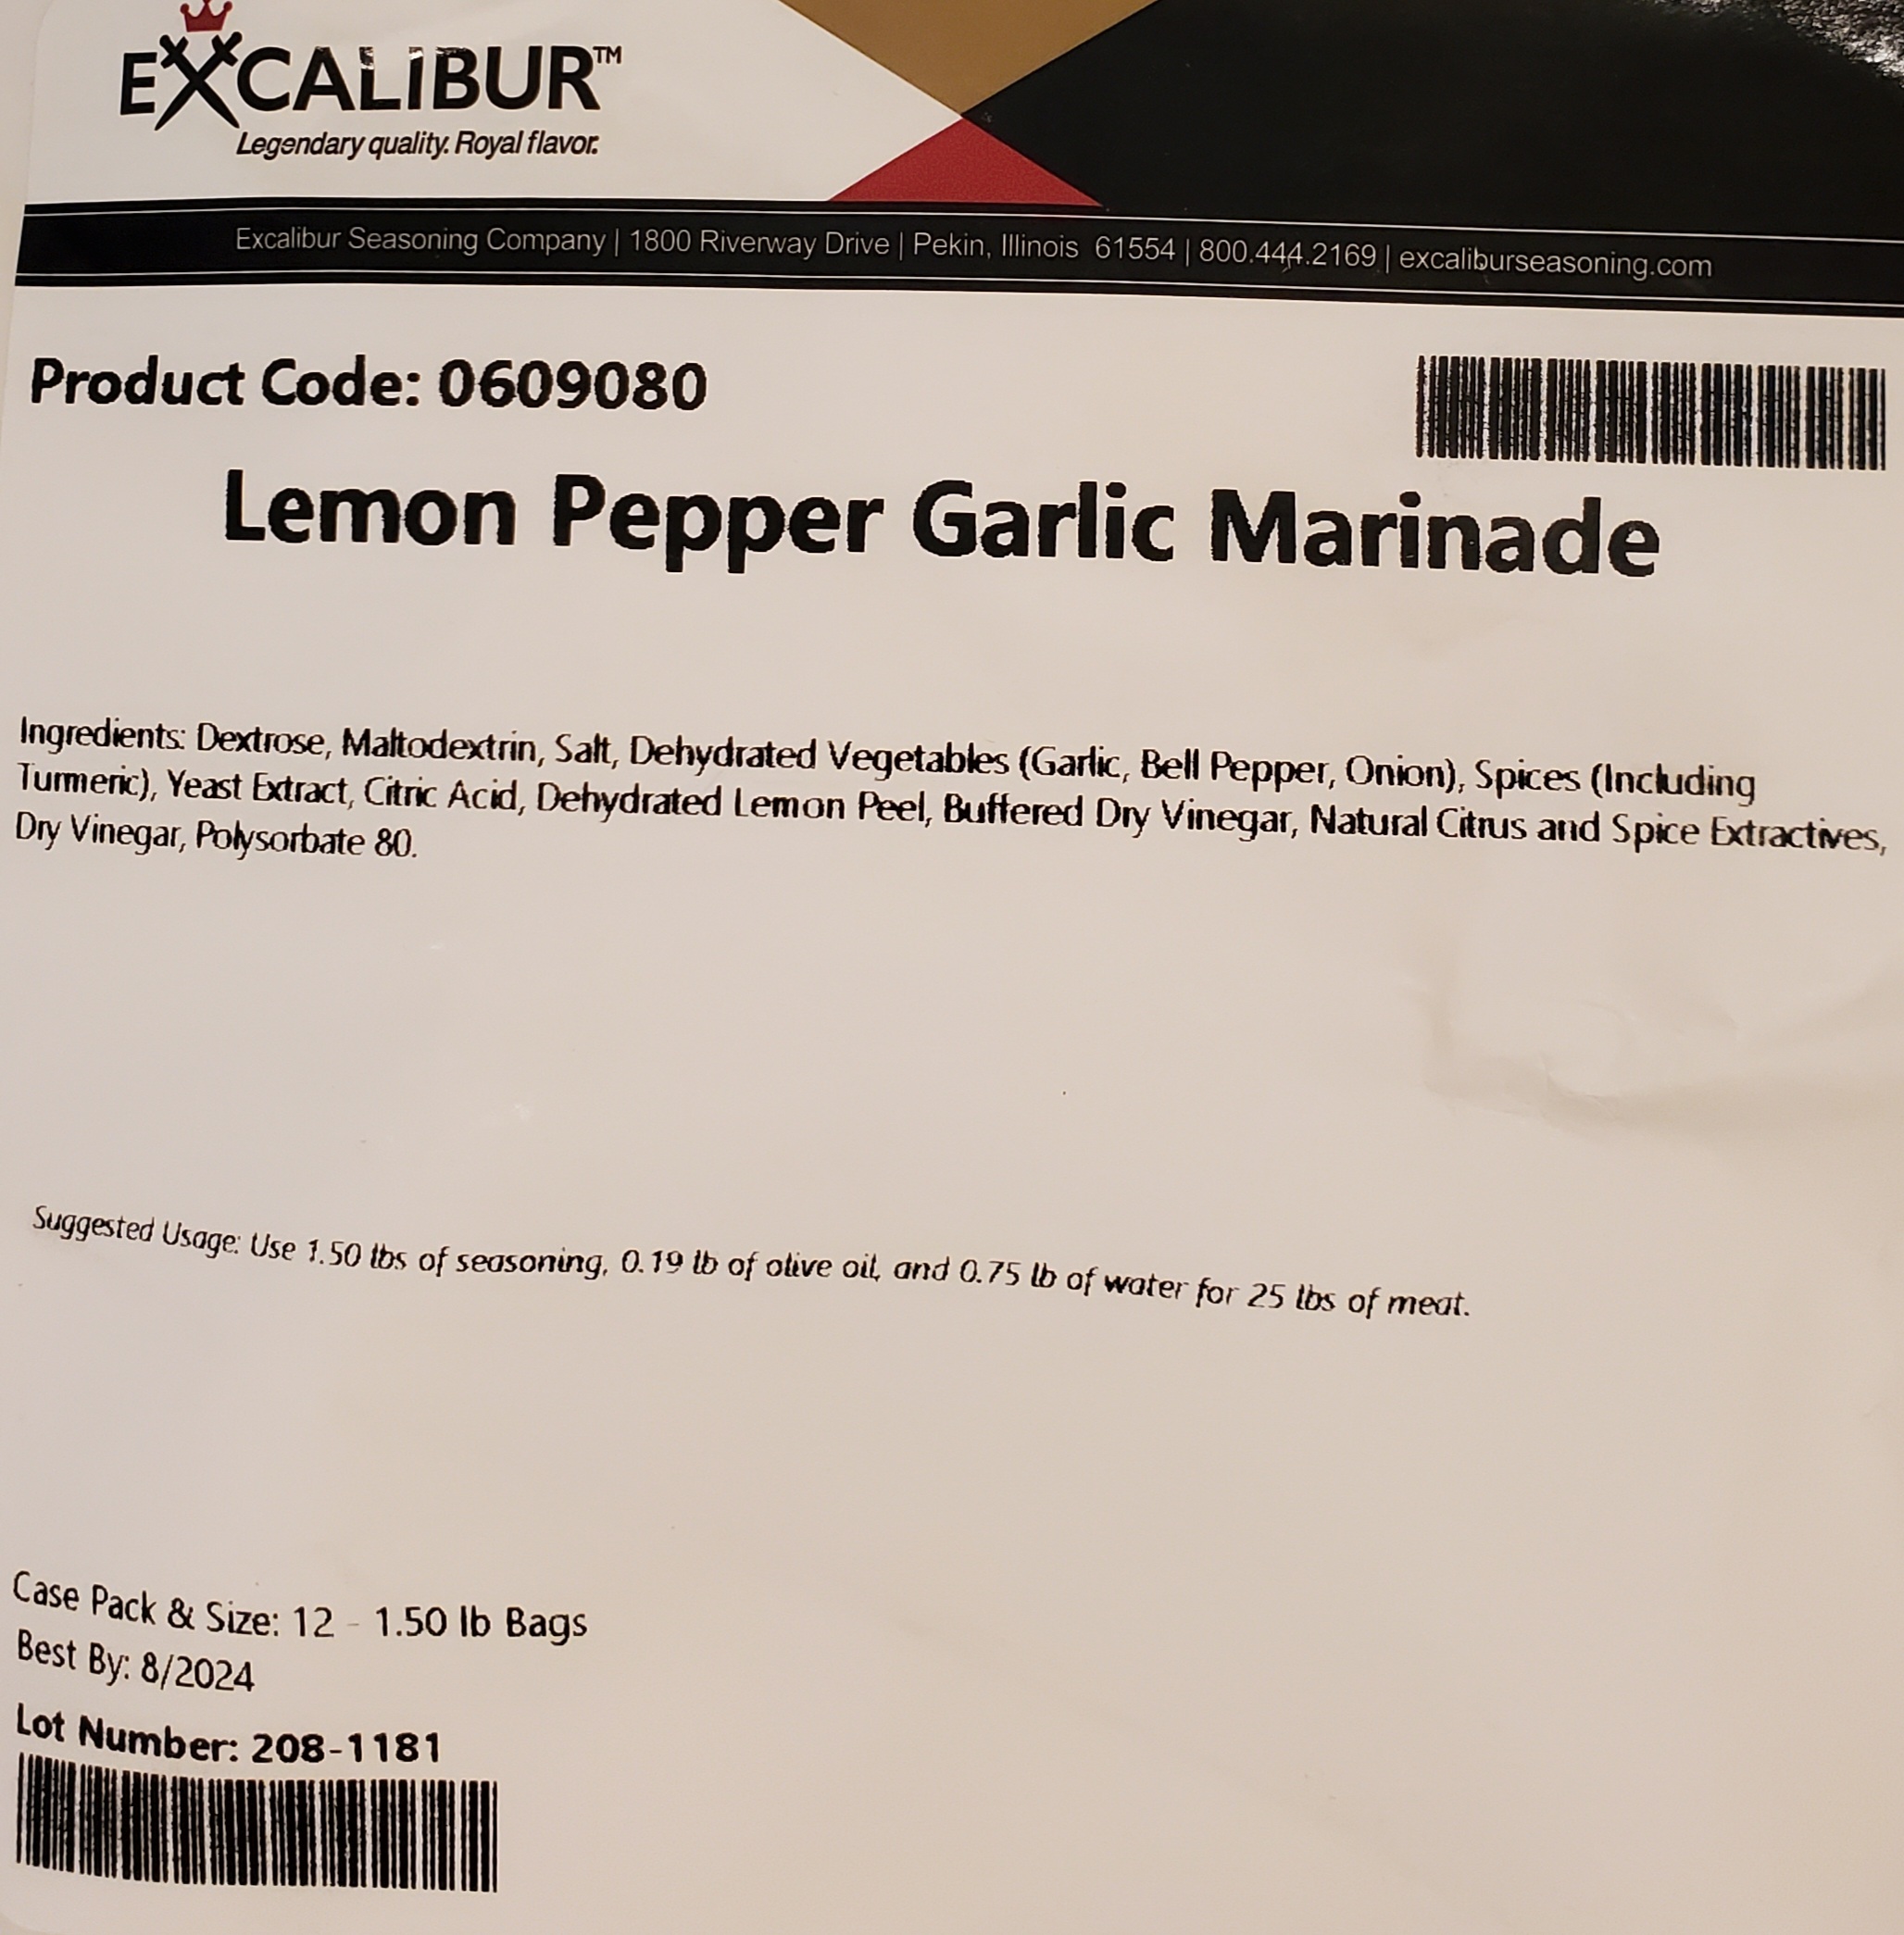 EXCALIBUR™
Legendary quality. Royal flavor.
Excalibur Seasoning Company | 1800 Riverway Drive | Pekin, Illinois 61554 | 800.444.2169 | excaliburseasoning.com
Product Code: 0609080
Lemon Pepper Garlic Marinade
Ingredients: Dextrose, Maltodextrin, Salt, Dehydrated Vegetables (Garlic, Bell Pepper, Onion), Spices (Including
Turmeric), Yeast Extract, Citric Acid, Dehydrated Lemon Peel, Buffered Dry Vinegar, Natural Citrus and Spice Extractives,
Dry Vinegar, Polysorbate 80.
Suggested Usage: Use 1.50 lbs of seasoning, 0.19 lb of olive oil, and 0.75 lb of water for 25 lbs of meat.
Case Pack & Size: 12 - 1.50 lb Bags
Best By: 8/2024
Lot Number: 208-1181